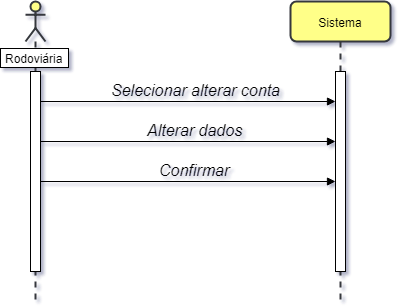 Sistema
Rodoviária
Selecionar alterar conta
Alterar dados
Confirmar